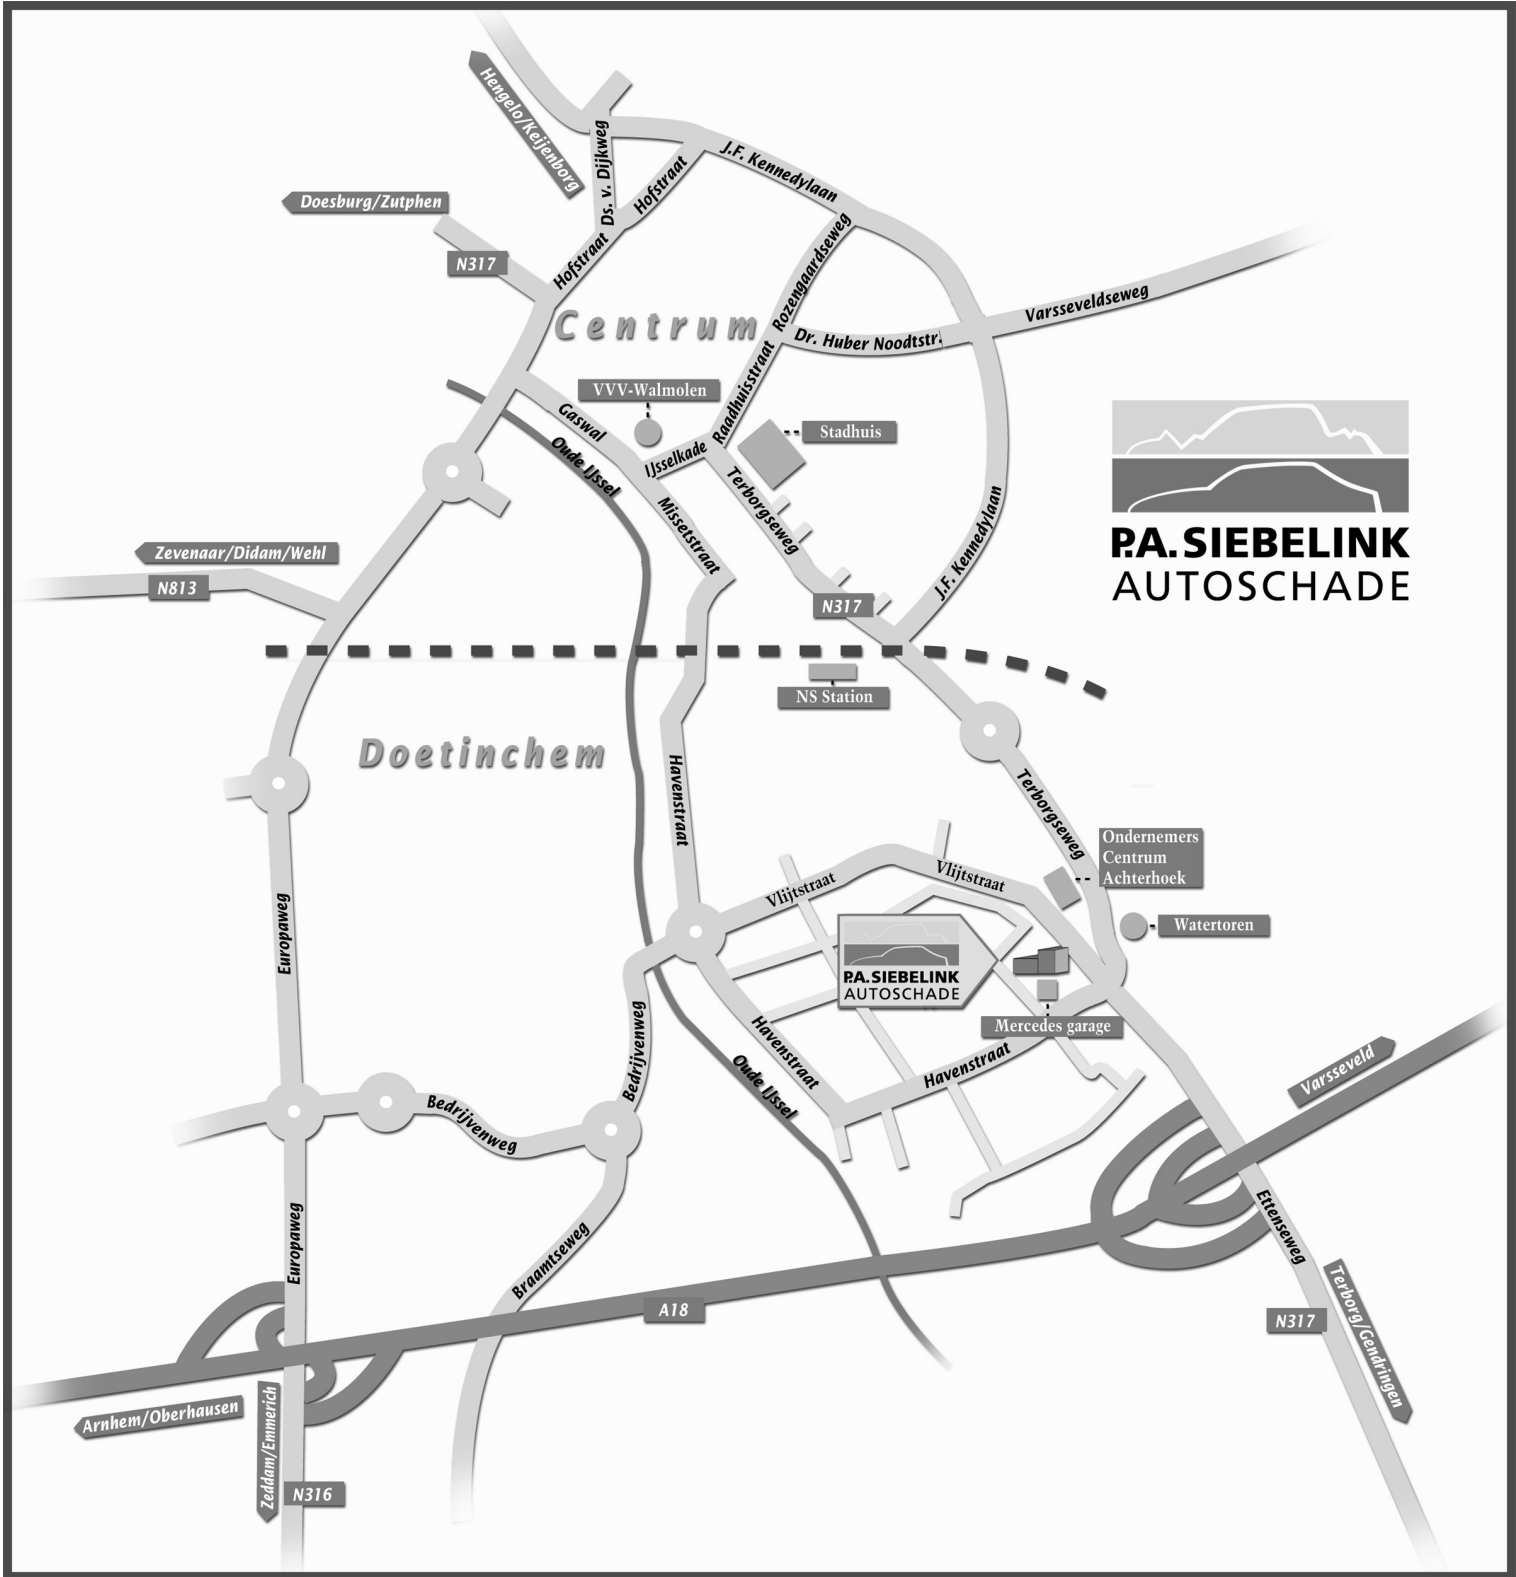 Hengelo/Keijenborg
Ds. v. Dijkweg
Hofstraat
J.F. Kennedylaan
Doesburg/Zutphen
N317
Hofstraat
Rozengaardseweg
Varsseveldseweg
Centrum
Dr. Huber Noodtstr.
Raadhuisstraat
VVV-Walmolen
Gaswal
Stadhuis
IJsselkade
Oude IJssel
Terborgseweg
Missetstraat
J.F. Kennedylaan
P.A. SIEBELINK
AUTOSCHADE
Zevenaar/Didam/Wehl
N813
N317
NS Station
Doetinchem
Havenstraat
Terborgseweg
Ondernemers
Centrum
Achterhoek
Vlijtstraat
Vlijtstraat
Watertoren
Europaweg
P.A. SIEBELINK
AUTOSCHADE
Mercedes garage
Bedrijvenweg
Havenstraat
Havenstraat
Oude IJssel
Varsseveld
Bedrijvenweg
Europaweg
Braamtseweg
Ettenseweg
A18
N317
Terborg/Gendringen
Arnhem/Oberhausen
Zeddam/Emmerich
N316